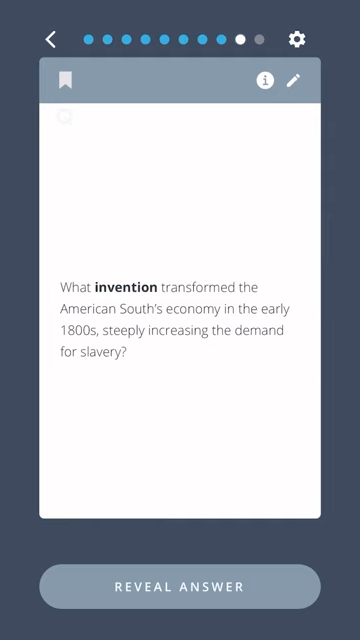 Q
What invention transformed the
American South's economy in the early
1800s, steeply increasing the demand
for slavery?
REVEAL ANSWER